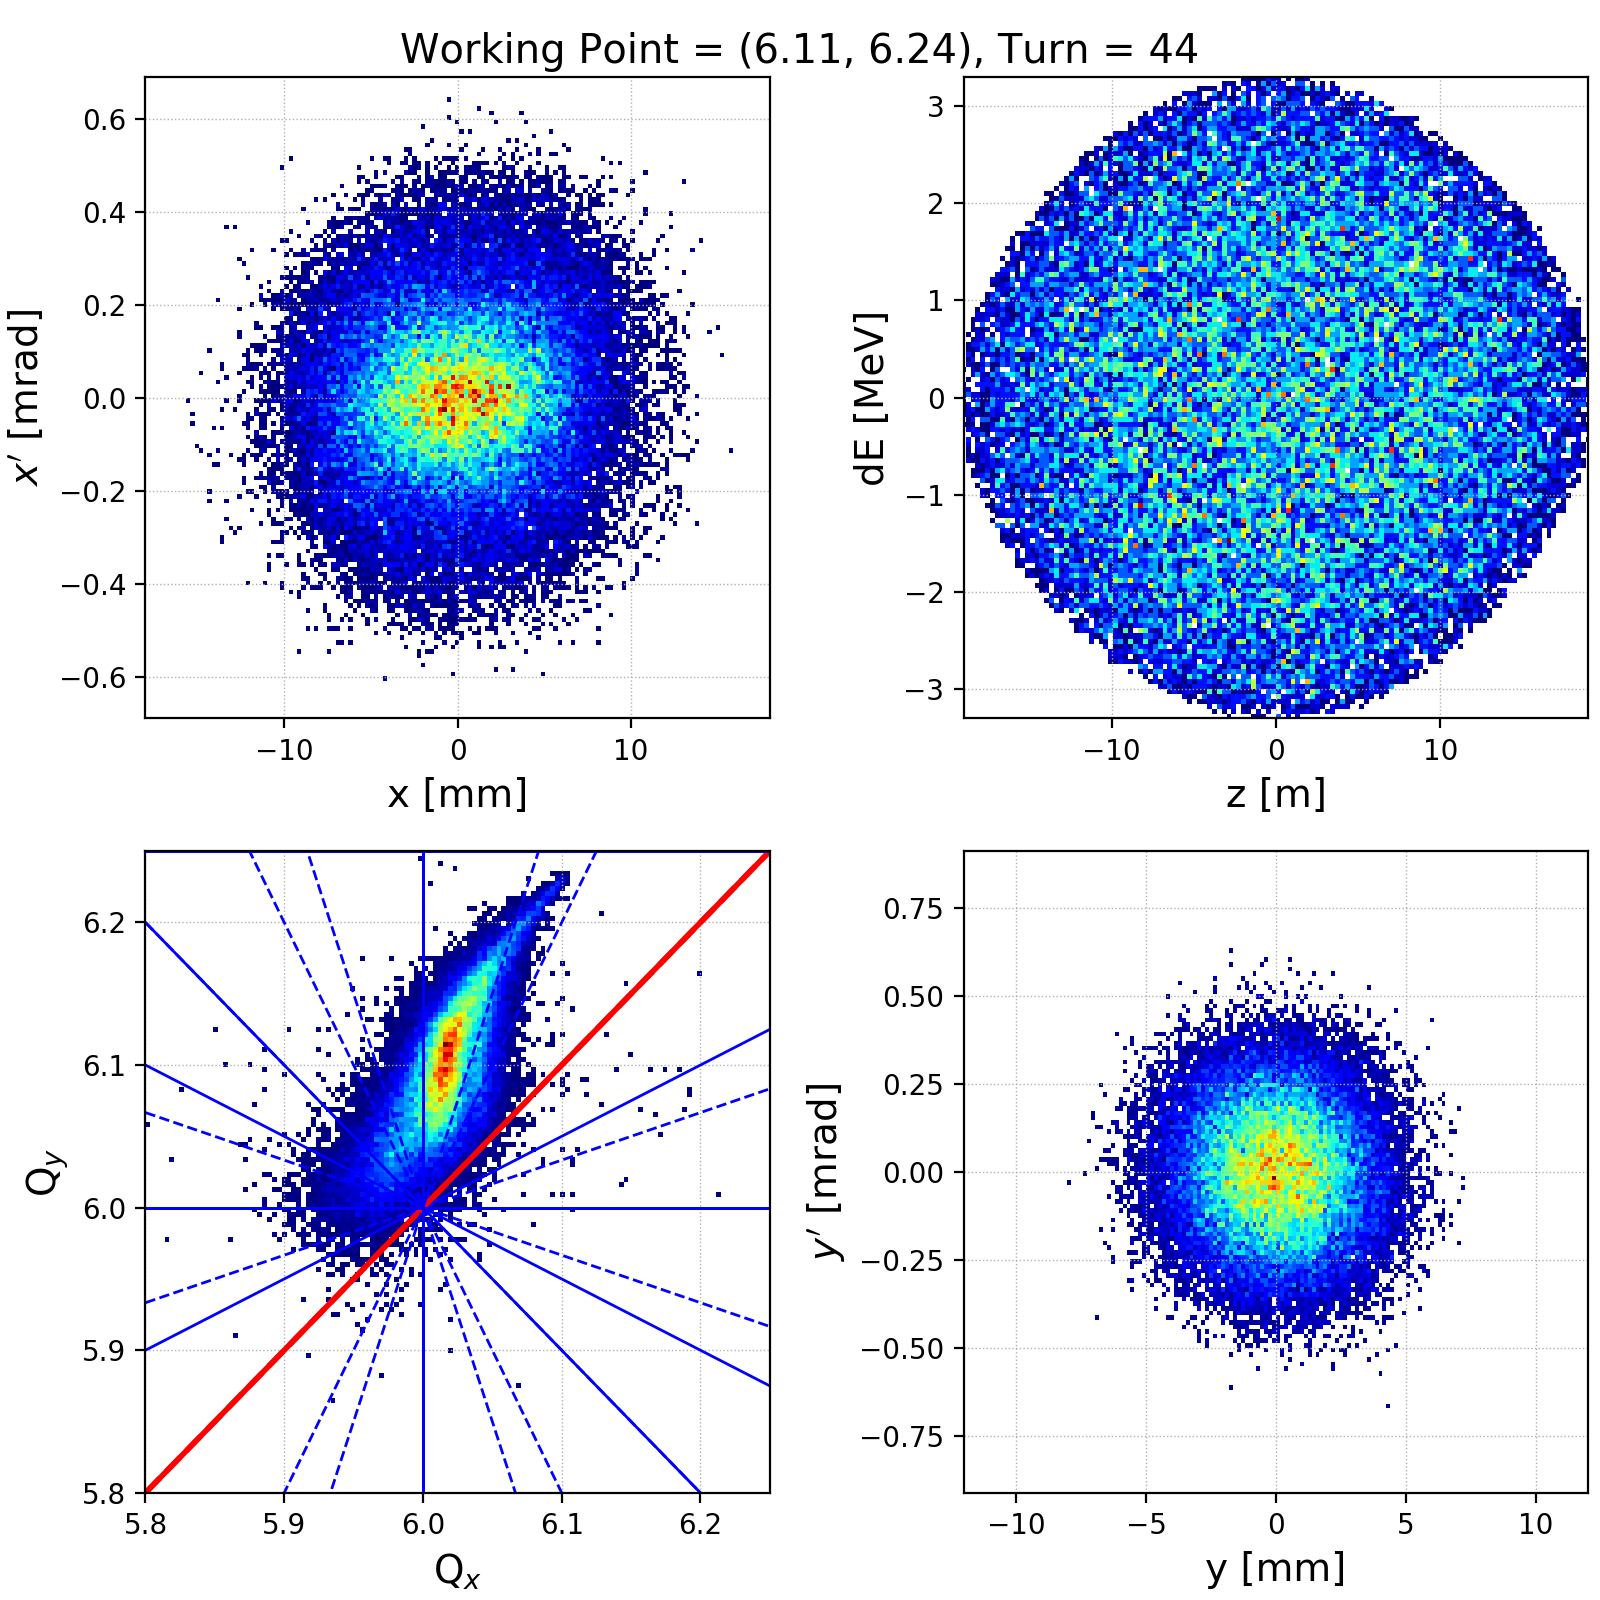 Working Point = (6.11, 6.24), Turn = 44
0.6
0.4
0.2
0.0
−0.2
−0.4
−0.6
x′ [mrad]
−10 0 10
x [mm]
3
2
1
0
−1
−2
−3
dE [MeV]
−10 0 10
z [m]
6.2
6.1
6.0
5.9
5.8
Qy
5.8 5.9 6.0 6.1 6.2
Qx
0.75
0.50
0.25
0.00
−0.25
−0.50
−0.75
y′ [mrad]
−10 −5 0 5 10
y [mm]